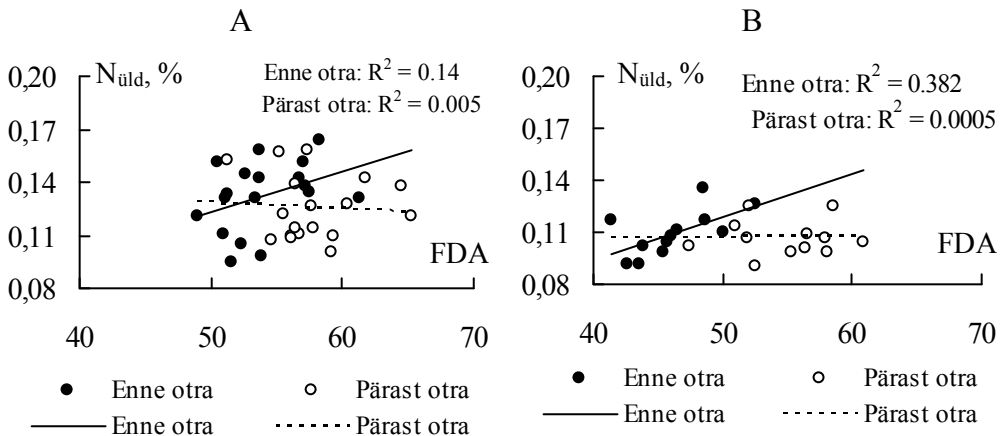 A
N üld, %
Enne otra: R² = 0.14
Pärast otra: R² = 0.005
0,20
0,17
0,14
0,11
0,08
FDA
40 50 60 70
Enne otra Pärast otra
Enne otra Pärast otra
B
N üld, %
Enne otra: R² = 0.382
Pärast otra: R² = 0.0005
0,20
0,17
0,14
0,11
0,08
FDA
40 50 60 70
Enne otra Pärast otra
Enne otra Pärast otra